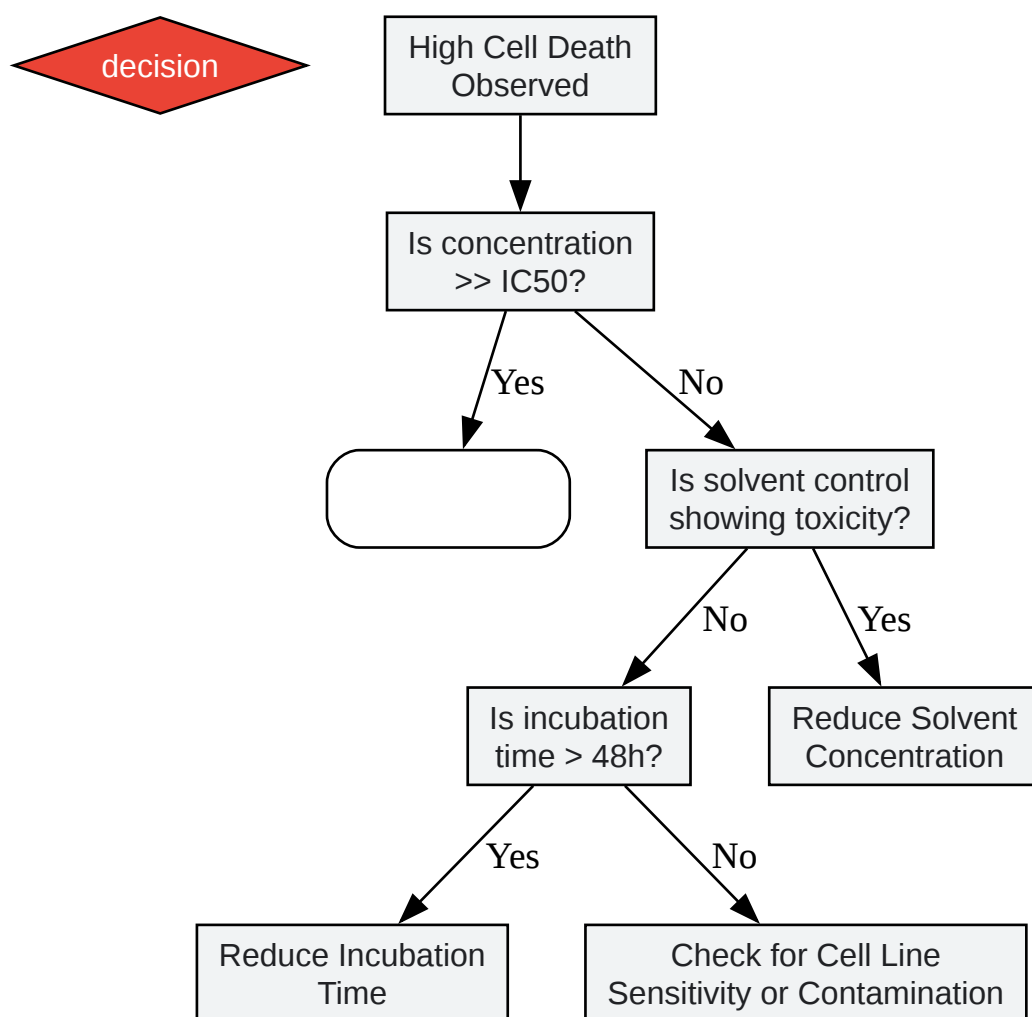 decision
High Cell Death
Observed
Is concentration
>> IC50?
Yes
No
Is solvent control
showing toxicity?
No
Yes
Is incubation
time > 48h?
Reduce Solvent
Concentration
Yes
No
Reduce Incubation
Time
Check for Cell Line
Sensitivity or Contamination